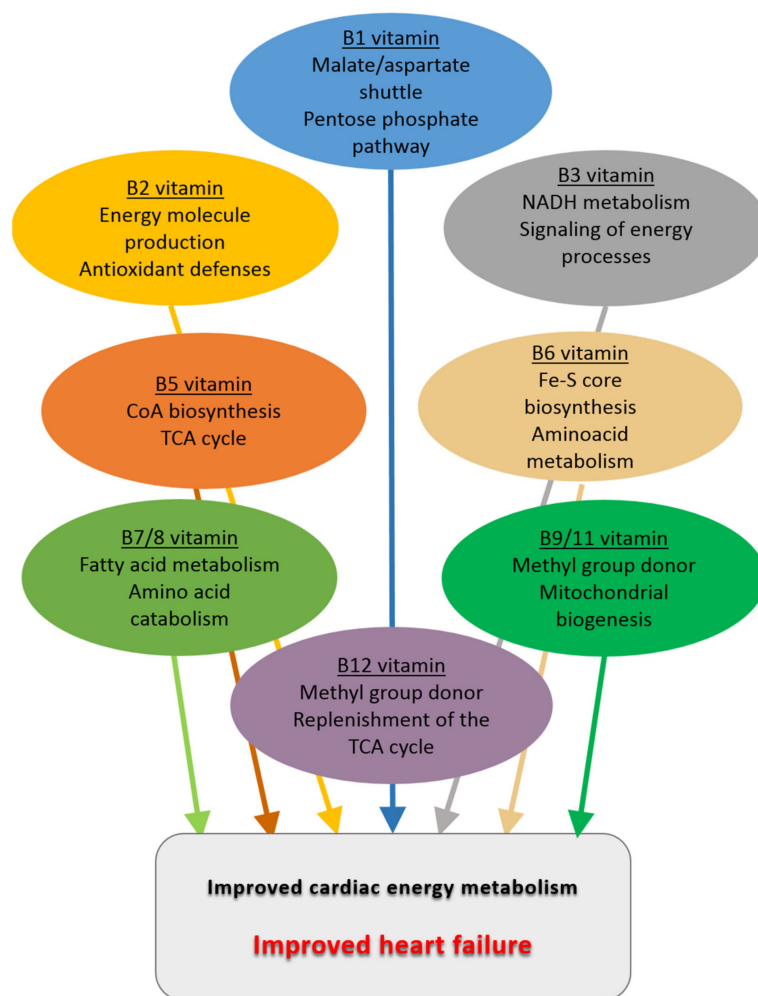 B1 vitamin
Malate/aspartate
shuttle
Pentose phosphate
pathway
B2 vitamin
Energy molecule
production
Antioxidant defenses
B3 vitamin
NADH metabolism
Signaling of energy
processes
B5 vitamin
CoA biosynthesis
TCA cycle
B6 vitamin
Fe-S core
biosynthesis
Aminoacid
metabolism
B7/8 vitamin
Fatty acid metabolism
Amino acid
catabolism
B9/11 vitamin
Methyl group donor
Mitochondrial
biogenesis
B12 vitamin
Methyl group donor
Replenishment of the
TCA cycle
Improved cardiac energy metabolism
Improved heart failure